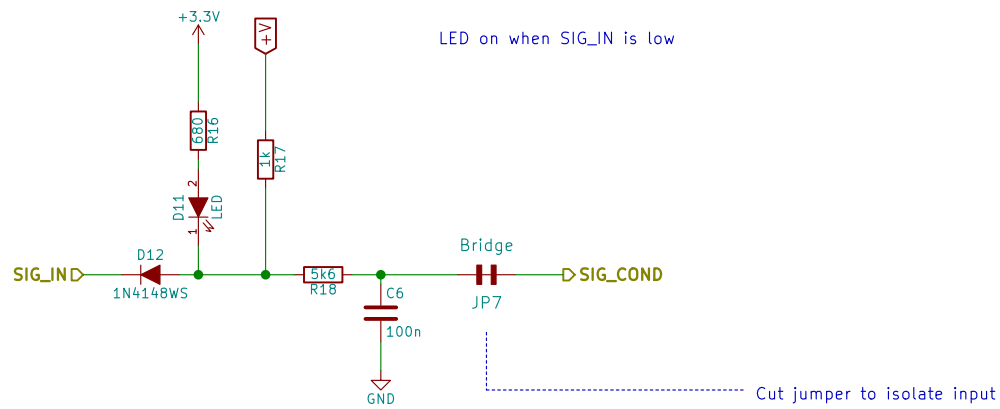 +3.3V
+V
LED on when SIG_IN is low
680
R16
1k
R17
2
D11
LED
1
D12
Bridge
SIG_IN
5k6
SIG_COND
1N4148WS
R18
C6
JP7
100n
GND
Cut jumper to isolate input